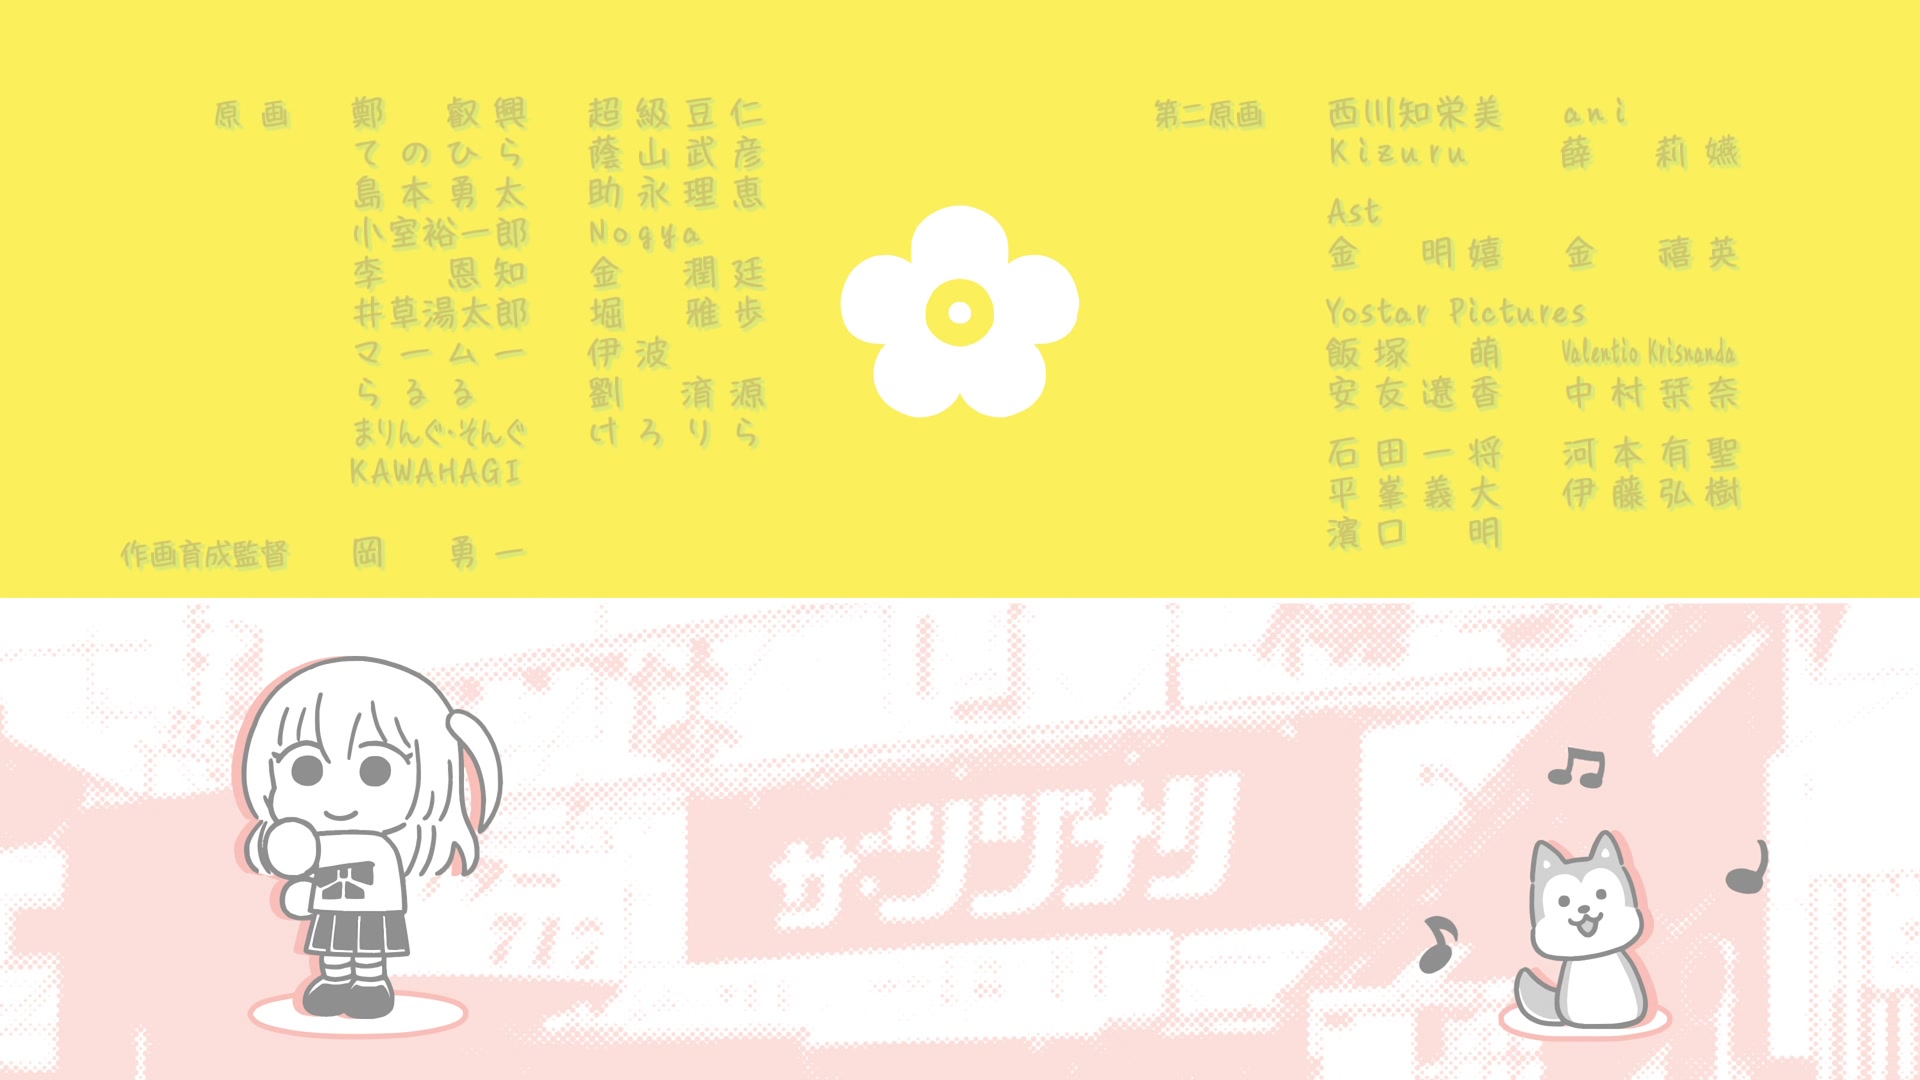 原画
鄭 叡興 超級豆仁
てのひら 蔭山武彦
島本勇太 助永理恵
小室裕一郎 Nogya
李 恩知 金 潤廷
井草湯太郎 堀 雅歩
マームー 伊波
らるる 劉 淯源
まりんぐ・そんぐ けろりら
KAWAHAGI
作画育成監督 岡 勇一
第二原画
西川知栄美 ani
Kizuru 薛 莉嬿
Ast
金 明嬉 金 禧英
Yostar Pictures
飯塚 萌 Valentio Krisnanda
安友遼香 中村栞奈
石田一将 河本有聖
平峯義大 伊藤弘樹
濱口 明
ザ・ツヅナリ
712